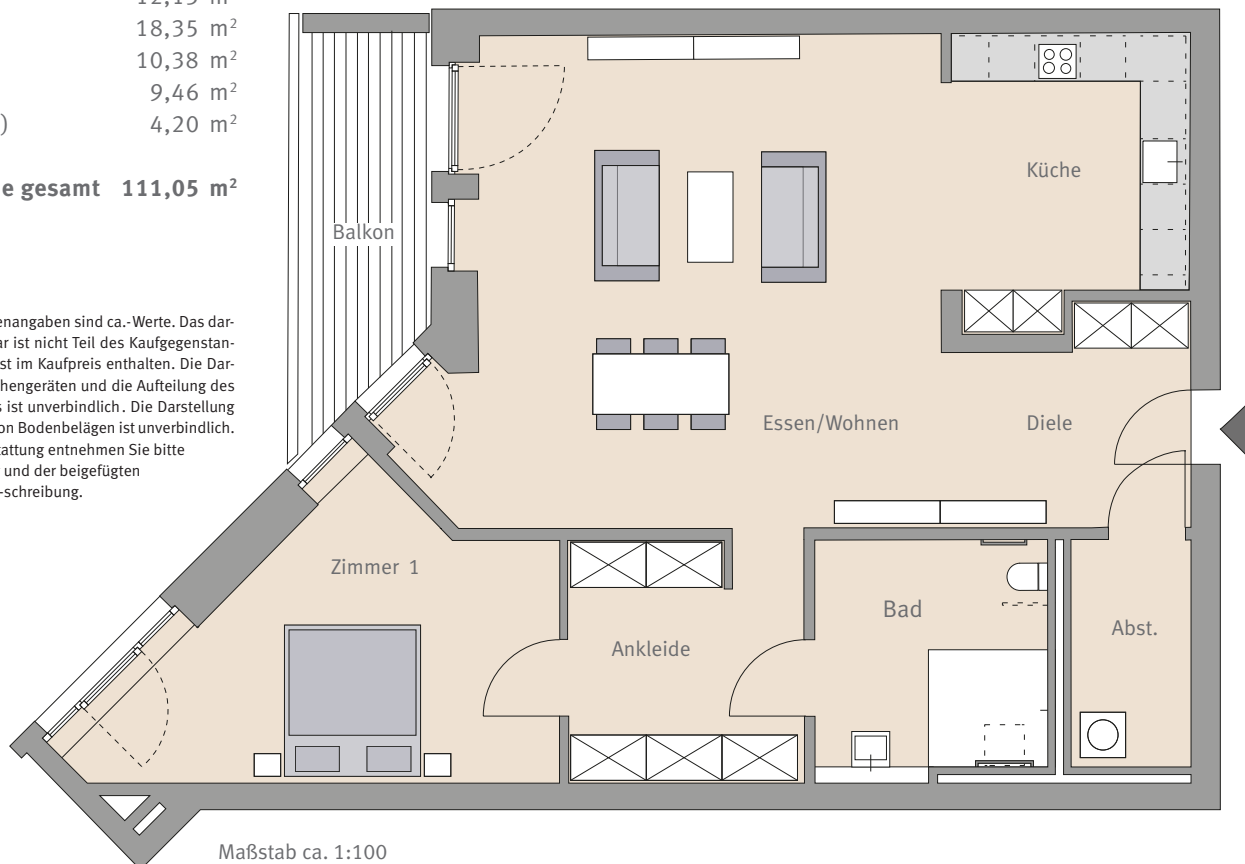 18,35 m²
10,38 m²
9,46 m²
) 4,20 m²
e gesamt 111,05 m²
enangaben sind ca.-Werte. Das dar-
ar ist nicht Teil des Kaufgegenstan-
st im Kaufpreis enthalten. Die Dar-
hengeräten und die Aufteilung des
s ist unverbindlich. Die Darstellung
on Bodenbelägen ist unverbindlich.
tattung entnehmen Sie bitte
und der beigefügten
-schreibung.
Balkon
Küche
Essen/Wohnen
Diele
Zimmer 1
Bad
Ankleide
Abst.
Maßstab ca. 1:100